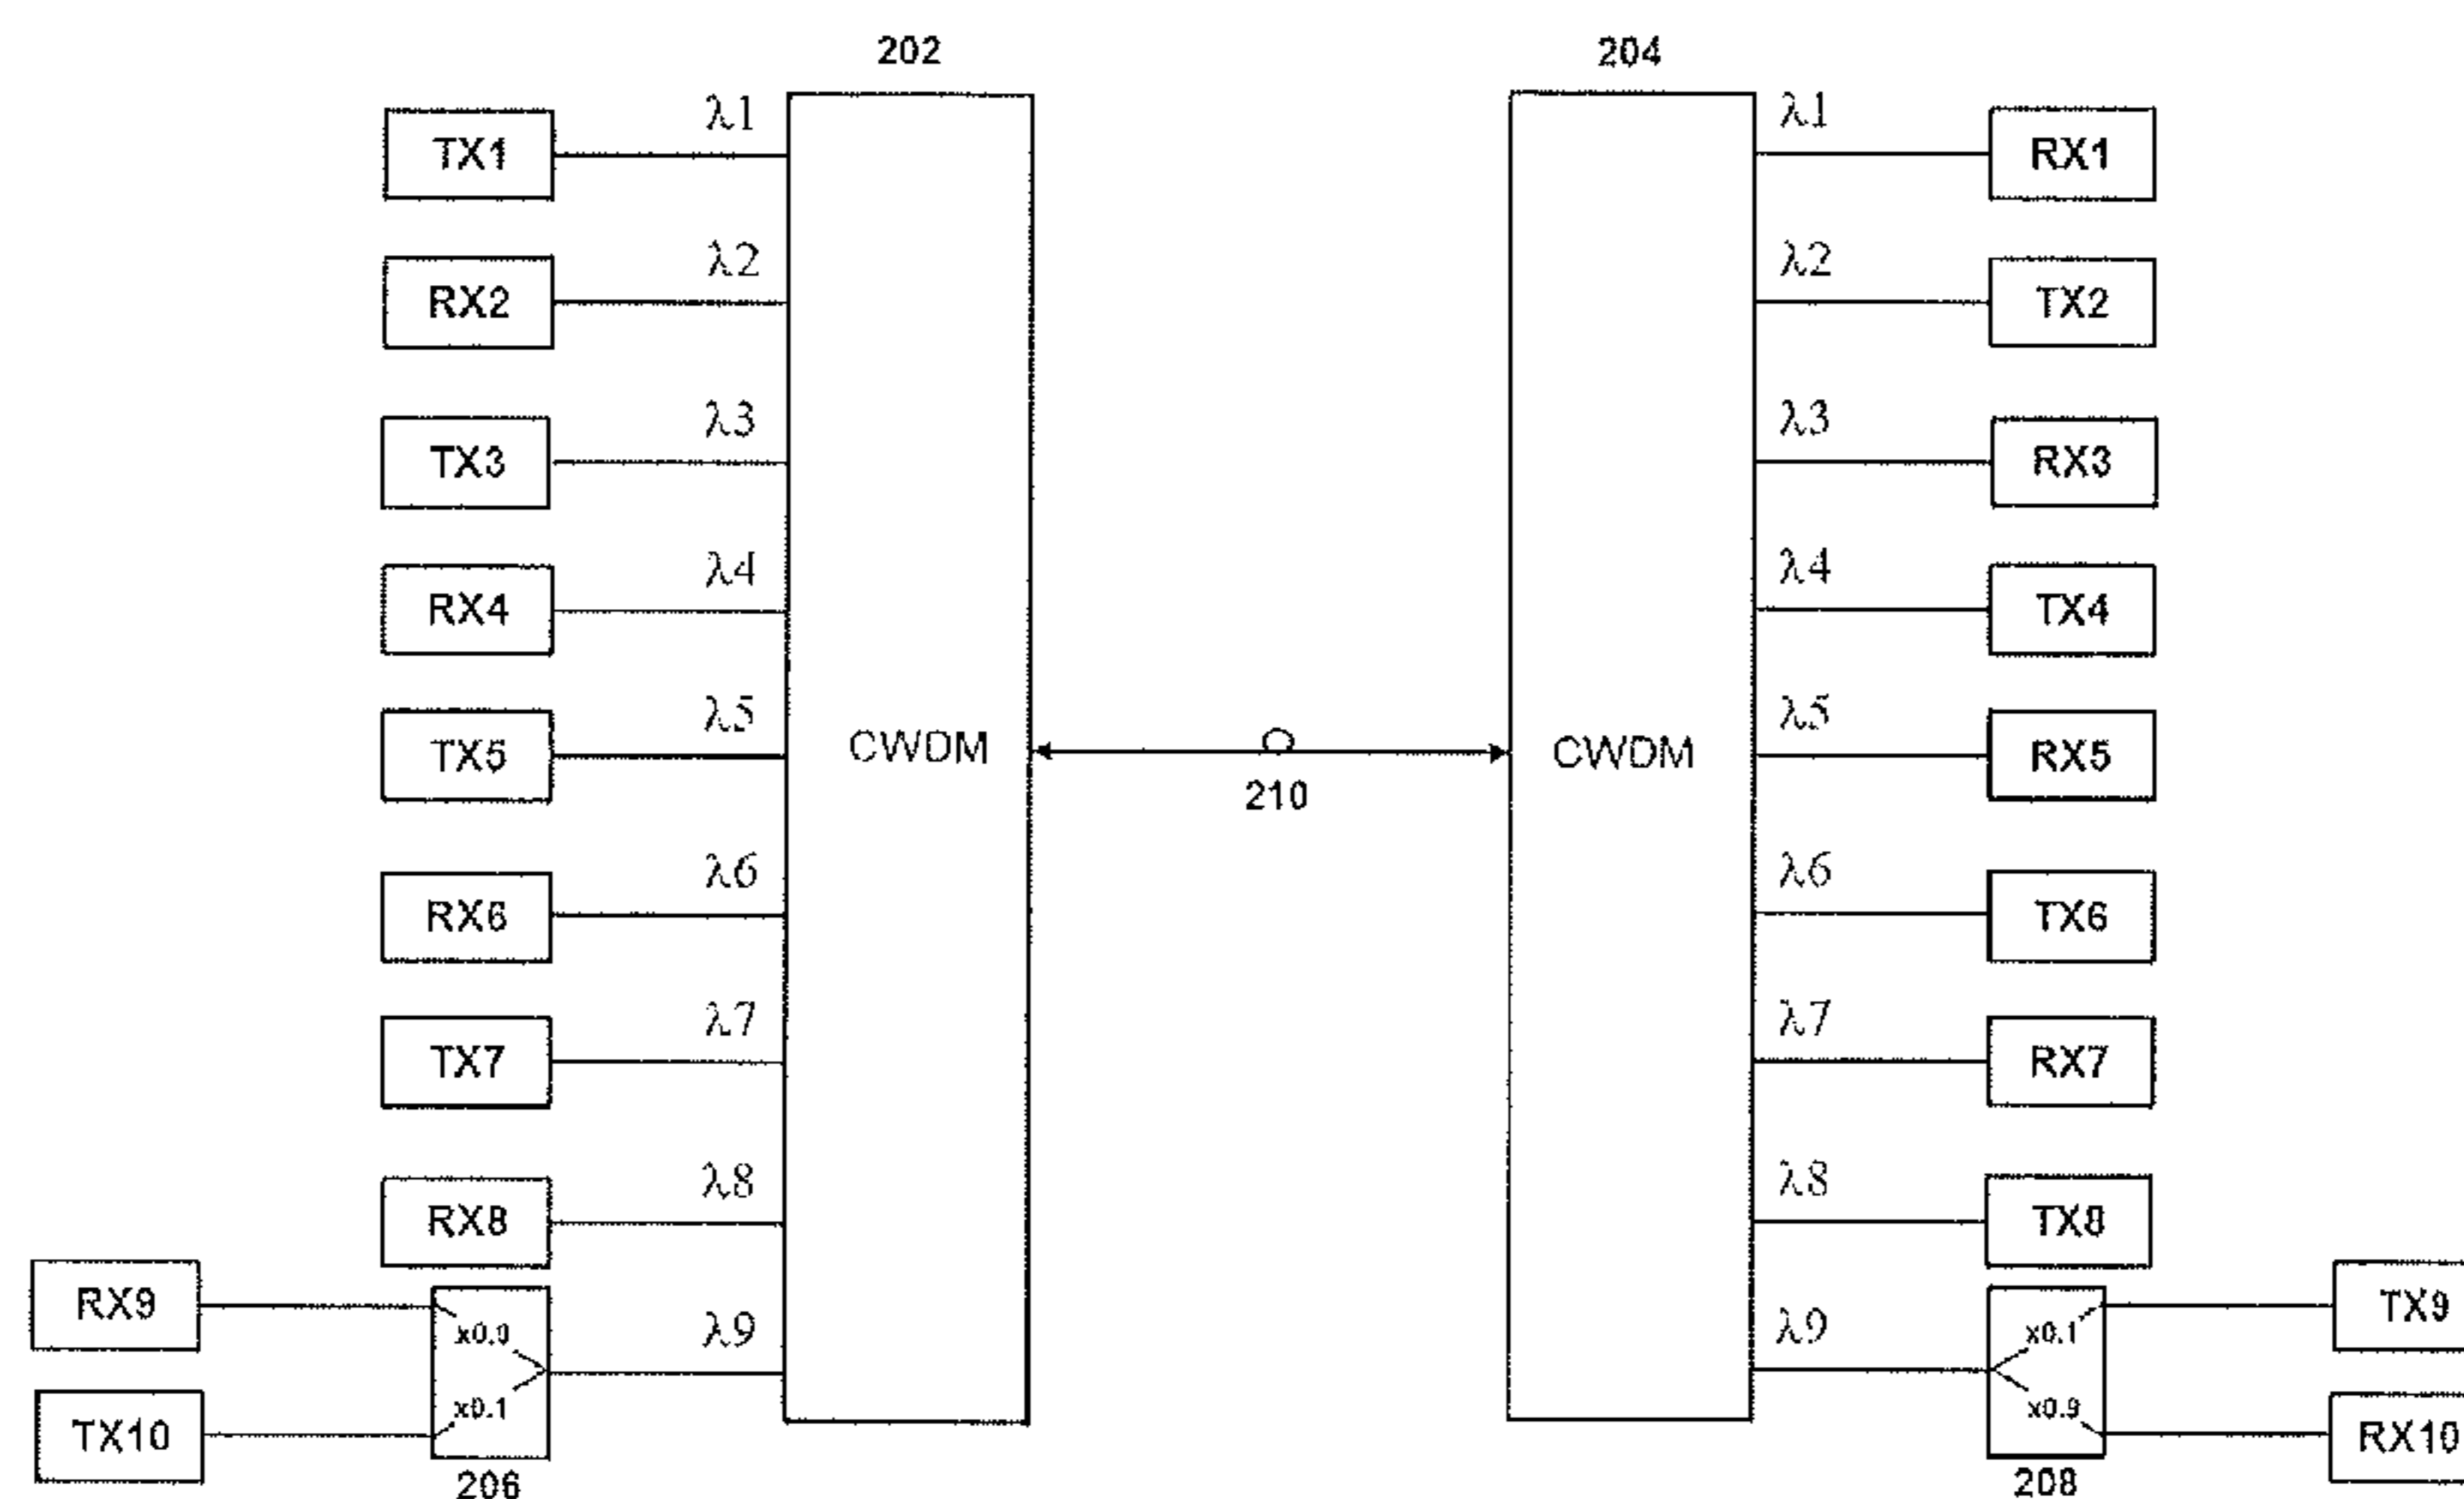 202
204
TX1
λ1
λ1
RX1
RX2
λ2
λ2
TX2
TX3
λ3
λ3
RX3
RX4
λ4
λ4
TX4
TX5
λ5
CWDM
210
CWDM
λ5
RX5
RX6
λ6
λ6
TX6
TX7
λ7
λ7
RX7
RX8
λ8
λ8
TX8
RX9
x0.9
λ9
λ9
x0.1
TX9
TX10
x0.1
x0.9
RX10
206
208